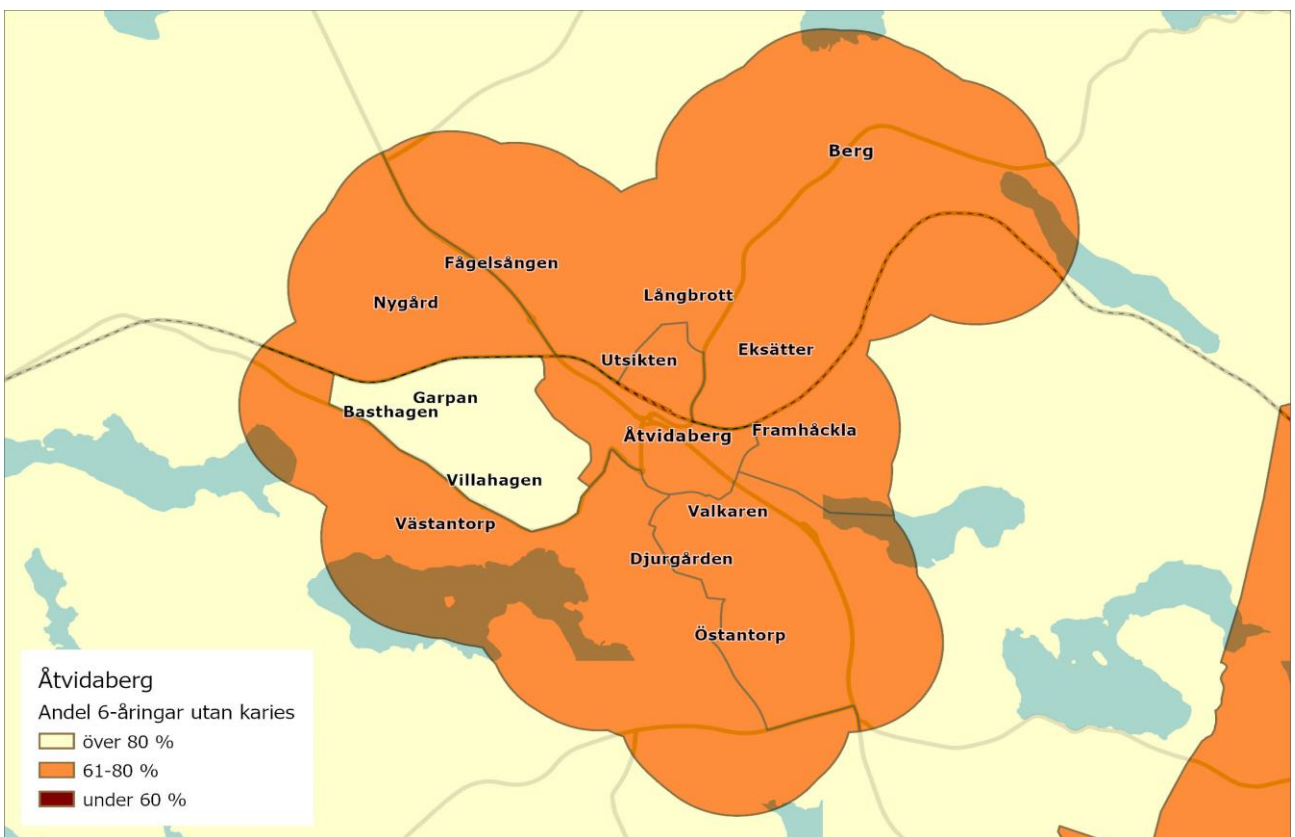 Berg
Fågelsången
Nygård
Långbrott
Utsikten
Eksätter
Garpan
Basthagen
Åtvidaberg
Framhåckla
Villahagen
Västantorp
Valkaren
Djurgården
Östantorp
Åtvidaberg
Andel 6-åringar utan karies
över 80 %
61-80 %
under 60 %